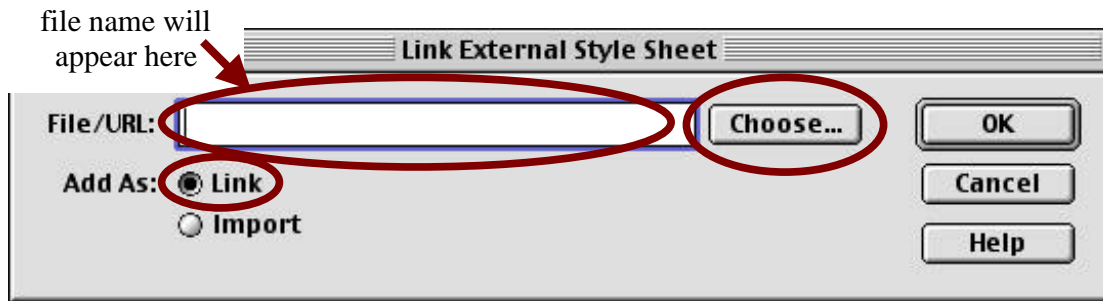 file name will
appear here
Link External Style Sheet
File/URL:
Choose...
OK
Add As:
Link
Cancel
Import
Help